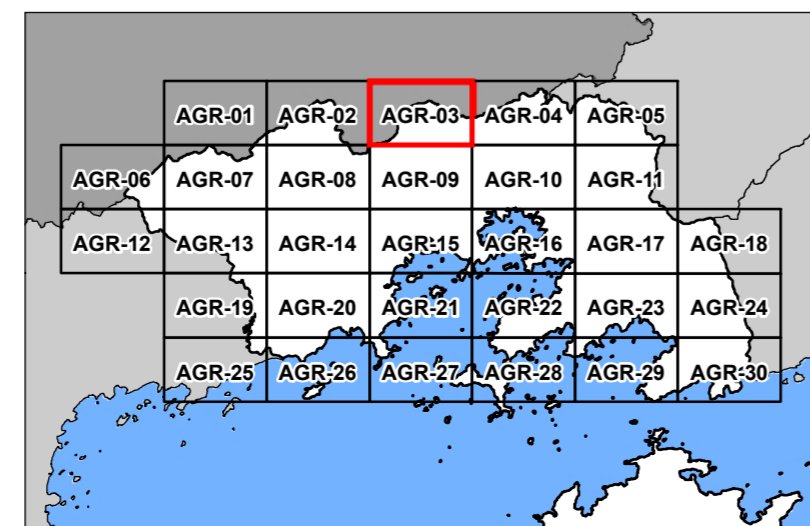 AGR-01 AGR-02 AGR-03 AGR-04 AGR-05
AGR-06 AGR-07 AGR-08 AGR-09 AGR-10 AGR-11
AGR-12 AGR-13 AGR-14 AGR-15 AGR-16 AGR-17 AGR-18
AGR-19 AGR-20 AGR-21 AGR-22 AGR-23 AGR-24
AGR-25 AGR-26 AGR-27 AGR-28 AGR-29 AGR-30